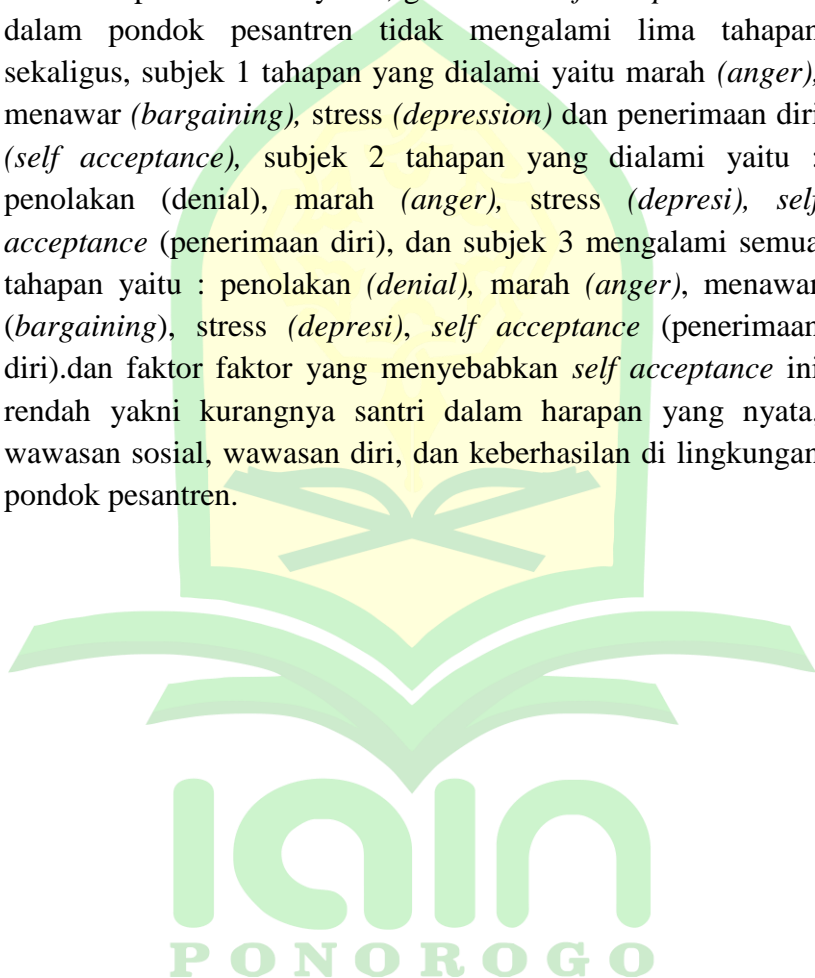 dalam pondok pesantren tidak mengalami lima tahapan
sekaligus, subjek 1 tahapan yang dialami yaitu marah (anger),
menawar (bargaining), stress (depression) dan penerimaan diri
(self acceptance), subjek 2 tahapan yang dialami yaitu :
penolakan (denial), marah (anger), stress (depresi), self
acceptance (penerimaan diri), dan subjek 3 mengalami semua
tahapan yaitu : penolakan (denial), marah (anger), menawar
(bargaining), stress (depresi), self acceptance (penerimaan
diri).dan faktor faktor yang menyebabkan self acceptance ini
rendah yakni kurangnya santri dalam harapan yang nyata,
wawasan sosial, wawasan diri, dan keberhasilan di lingkungan
pondok pesantren.
iain
PONOROGO